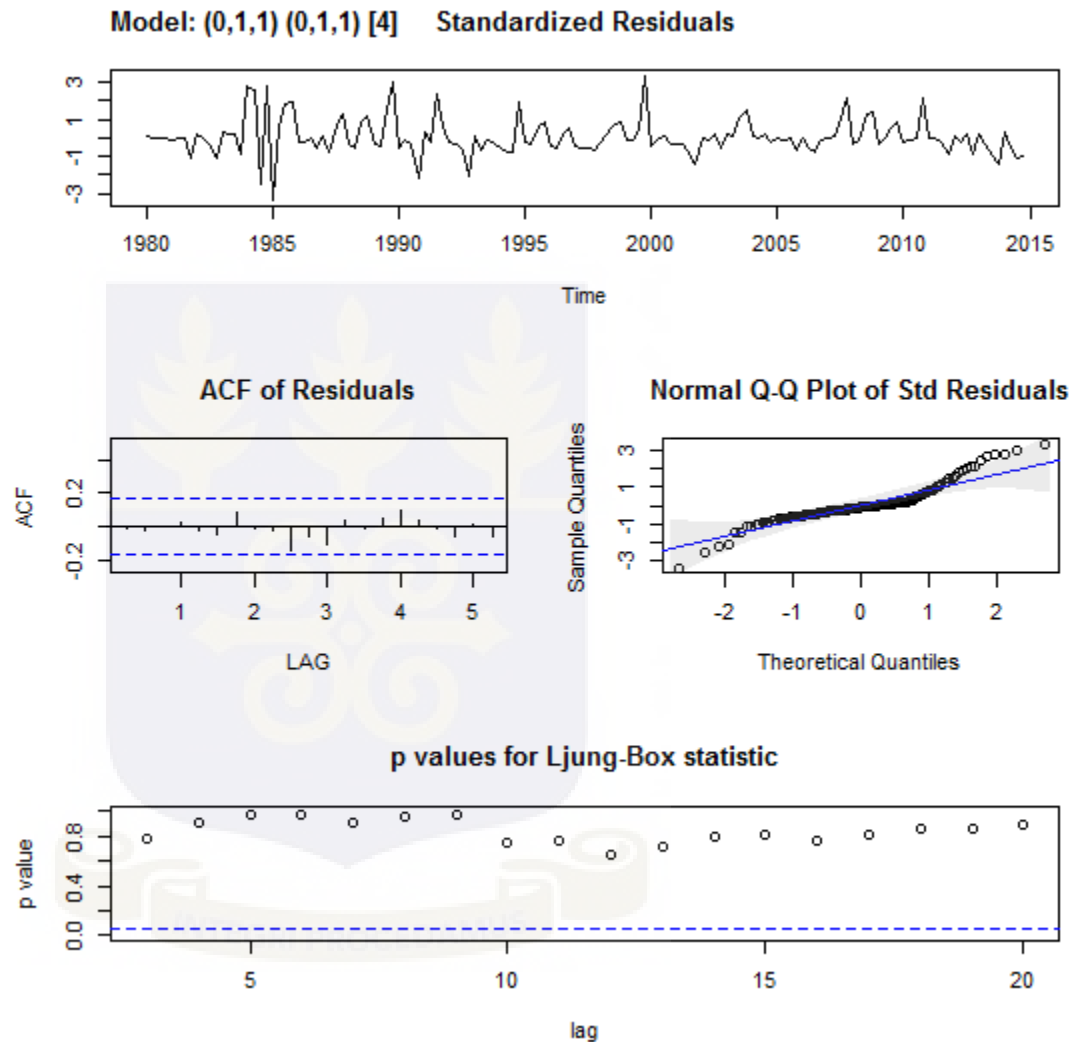 Model: (0,1,1) (0,1,1) [4] Standardized Residuals
3
1
-1
-3
1980 1985 1990 1995 2000 2005 2010 2015
Time
ACF of Residuals
ACF
0.2
-0.2
1 2 3 4 5
LAG
Normal Q-Q Plot of Std Residuals
Sample Quantiles
3
1
-1
-3
-2 -1 0 1 2
Theoretical Quantiles
p values for Ljung-Box statistic
p value
0.8
0.4
0.0
5 10 15 20
lag